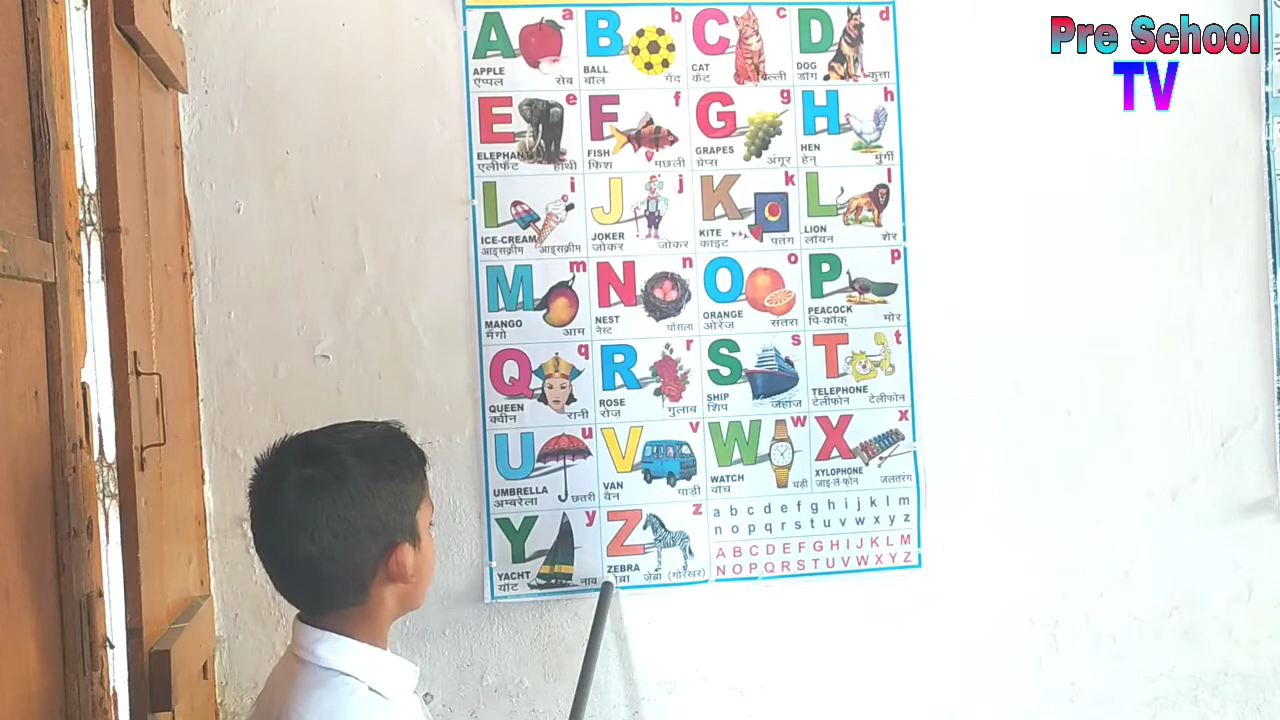 Pre School
TV
A a B b C c D d
APPLE BALL CAT DOG
ऍप्पल सेब बॉल गेंद कॅट बिल्ली डॉग कुत्ता
E e F f G g H h
ELEPHANT FISH GRAPES HEN
एलीफॅंट हाथी फिश मछली ग्रेप्स अंगूर हेन् मुर्गी
I i J j K k L l
ICE-CREAM JOKER KITE LION
आइसक्रीम आइसक्रीम जोकर जोकर काइट पतंग लॉयन शेर
M m N n O o P p
MANGO NEST ORANGE PEACOCK
मँगो आम नेस्ट घोंसला ओरेंज संतरा पि-कॉक् मोर
Q q R r S s T t
QUEEN ROSE SHIP TELEPHONE
क्वीन रानी रोज़ गुलाब शिप जहाज टेलीफोन टेलीफोन
U u V v W w X x
UMBRELLA VAN WATCH XYLOPHONE
अम्बरेला छतरी वैन गाड़ी वॉच घड़ी जाइ-लॅ-फ़ोन जलतरंग
Y y Z z
a b c d e f g h i j k l m
n o p q r s t u v w x y z
A B C D E F G H I J K L M
N O P Q R S T U V W X Y Z
YACHT ZEBRA
यॉट नाव जेब्रा (गोरखर)